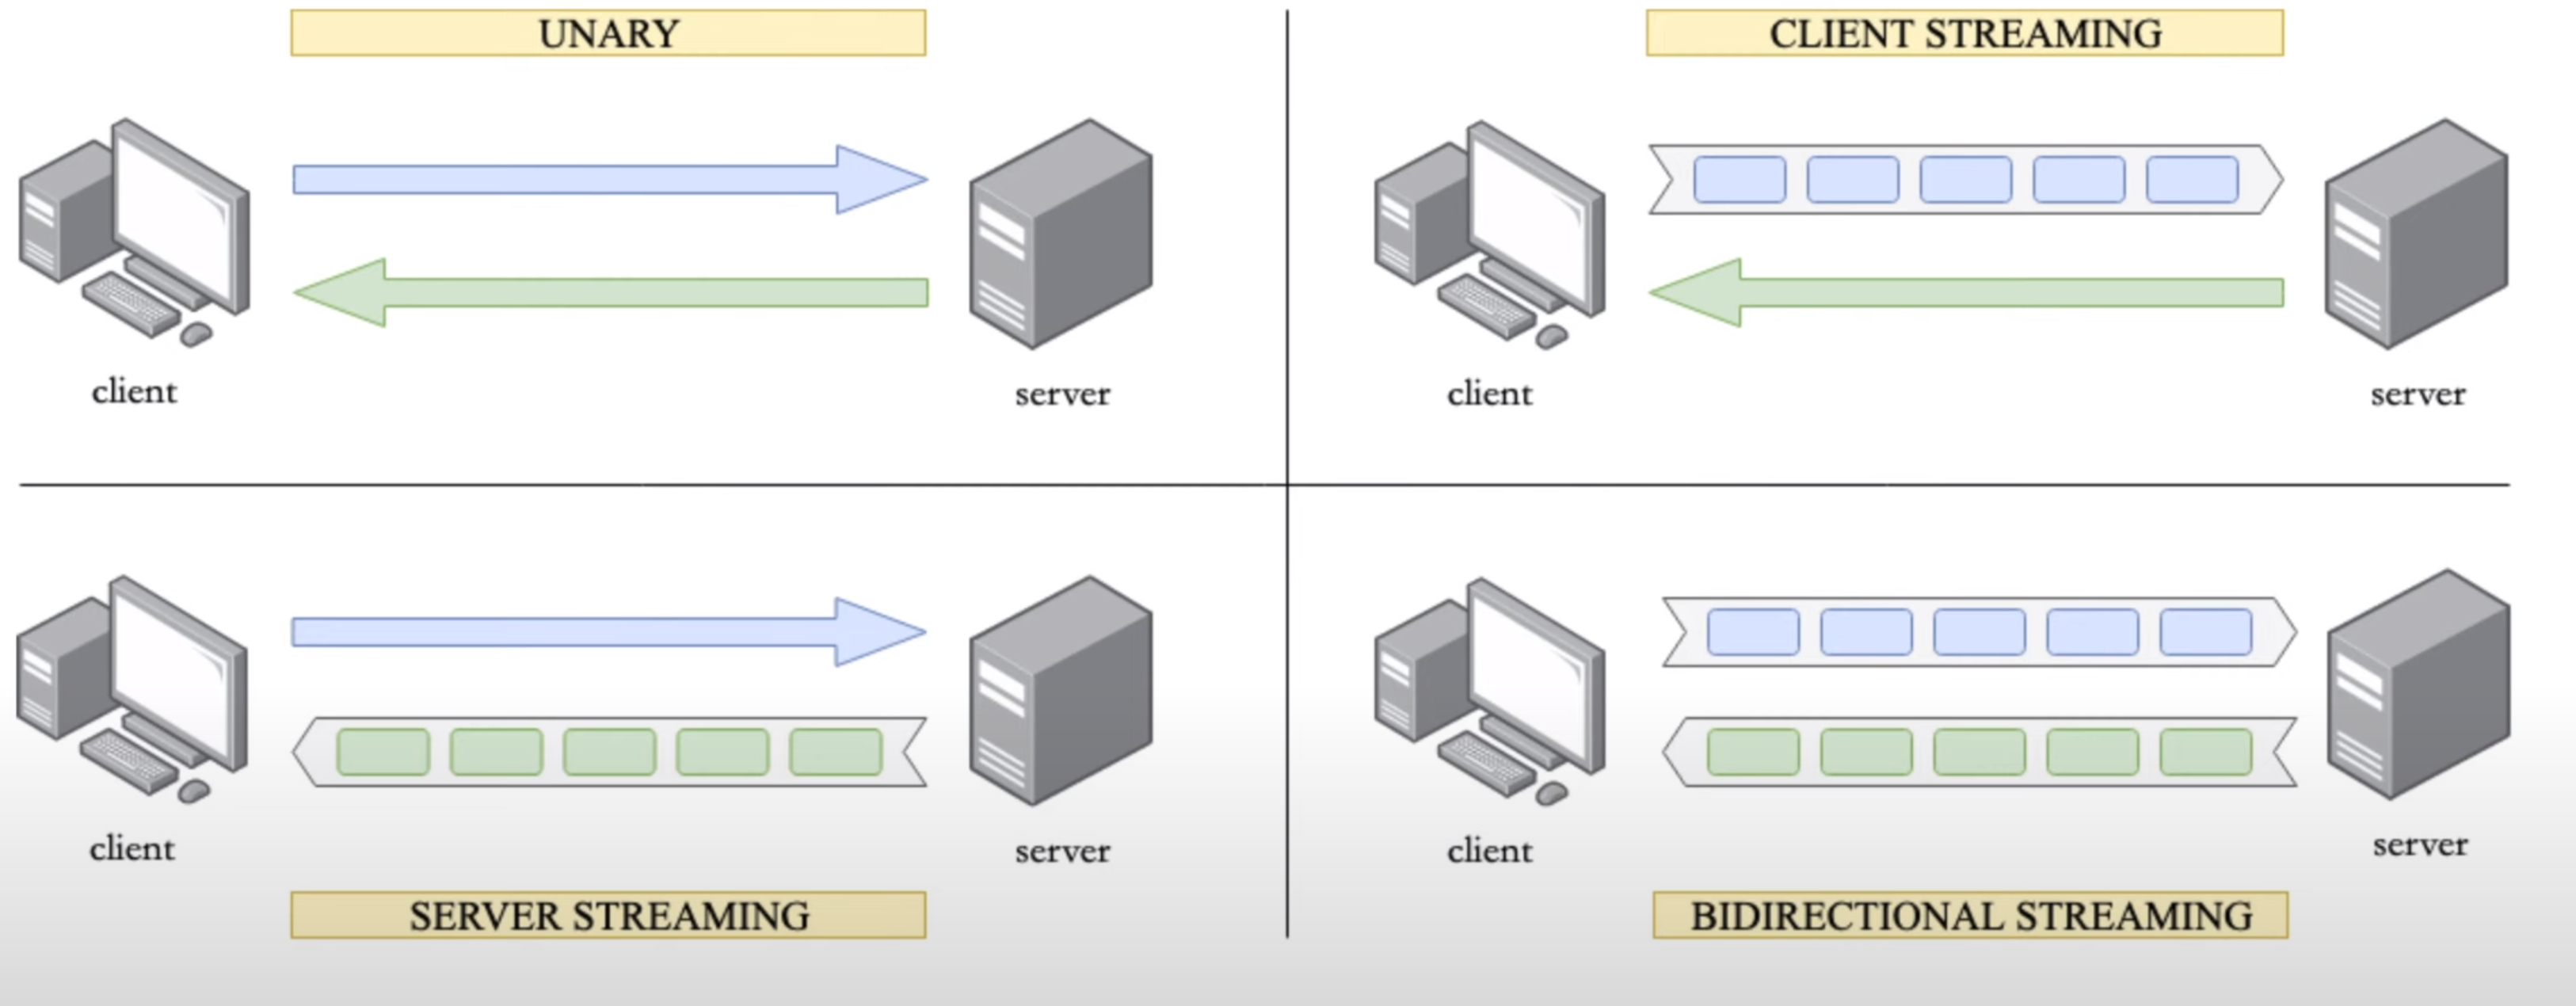 UNARY
CLIENT STREAMING
client
server
client
server
client
server
client
server
SERVER STREAMING
BIDIRECTIONAL STREAMING